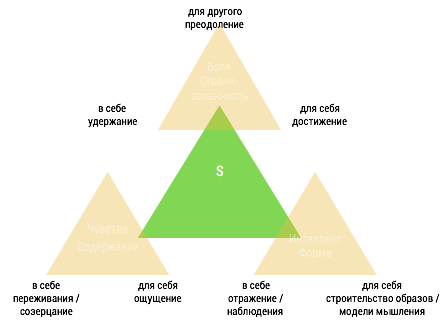 для другого
преодоление
Воля
Ограни-
зованность
в себе
удержание
для себя
достижение
S
Чувства
Содержание
Интеллект
Форма
в себе
переживания /
созерцание
для себя
ощущение
в себе
отражение /
наблюдения
для себя
строительство образов /
модели мышления